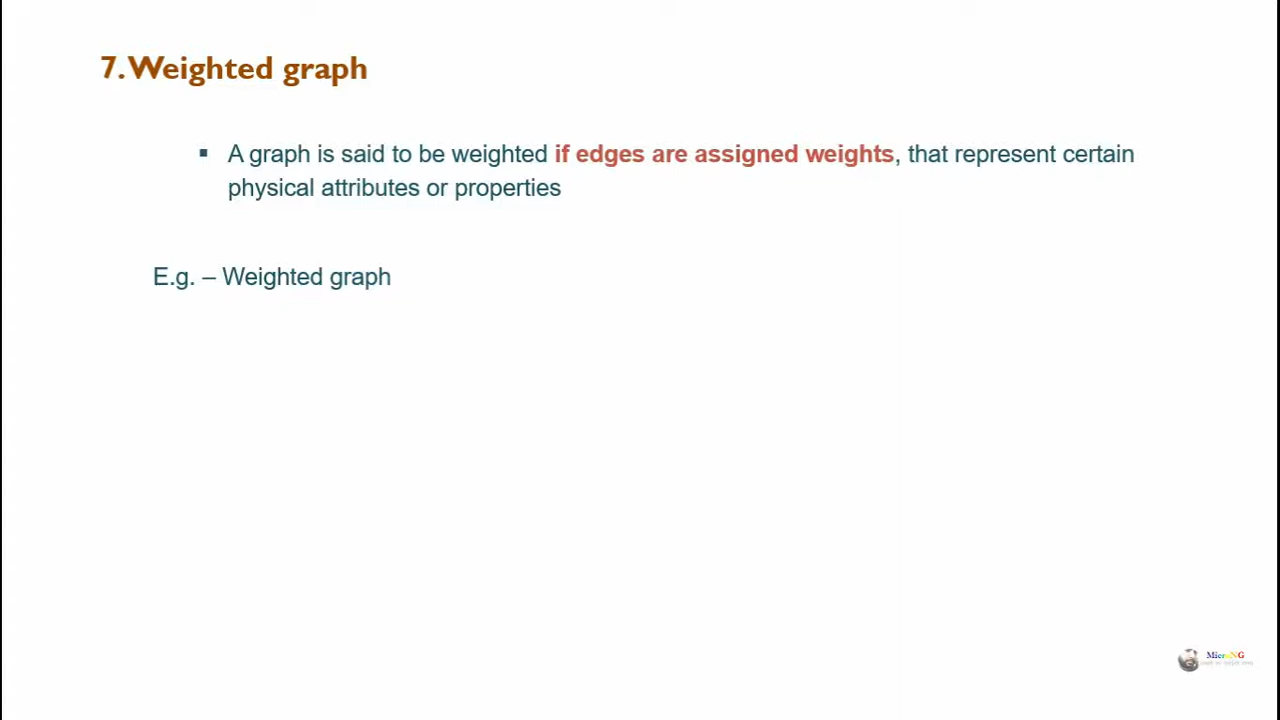 7. Weighted graph
▪ A graph is said to be weighted if edges are assigned weights, that represent certain
physical attributes or properties
E.g. – Weighted graph
MicroNG